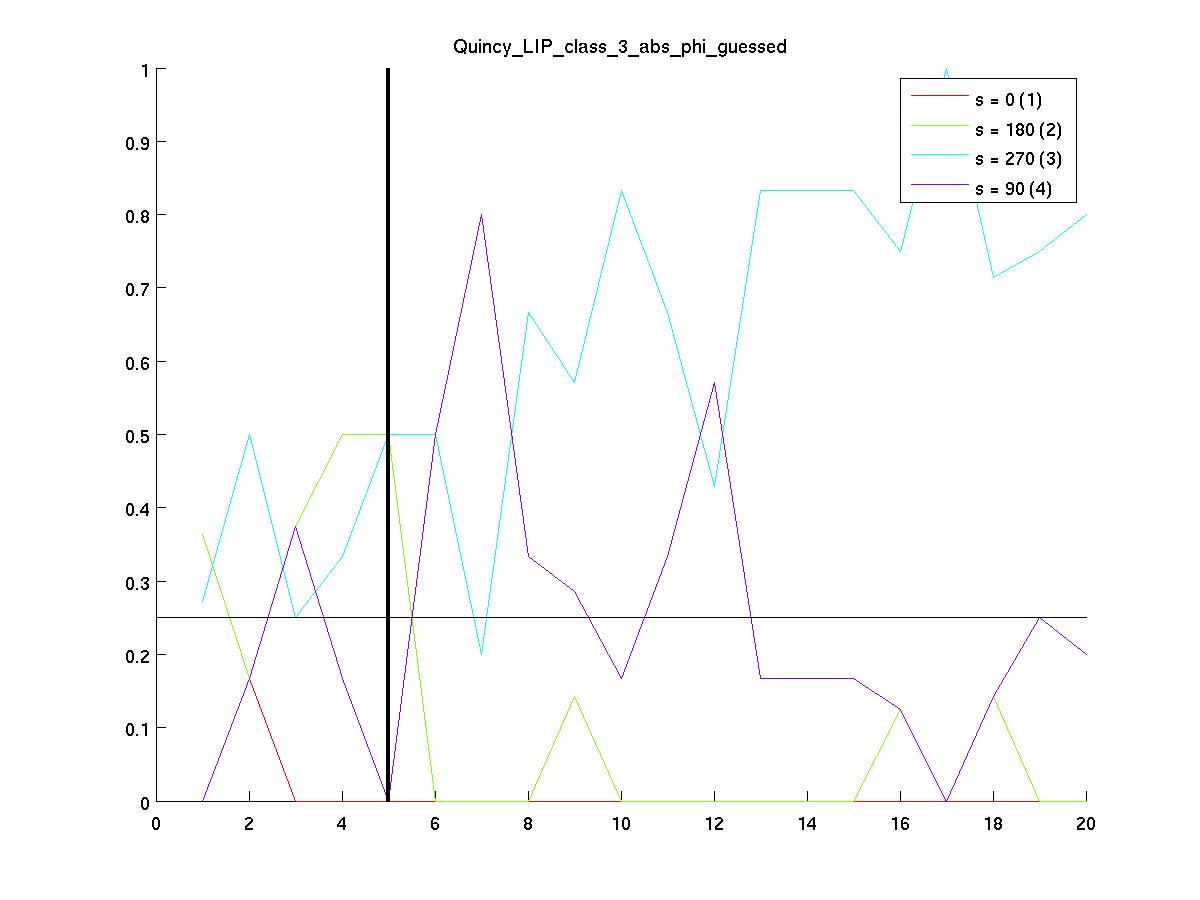 Quincy_LIP_class_3_abs_phi_guessed
1
0.9
0.8
0.7
0.6
0.5
0.4
0.3
0.2
0.1
0
0 2 4 6 8 10 12 14 16 18 20
s = 0 (1)
s = 180 (2)
s = 270 (3)
s = 90 (4)